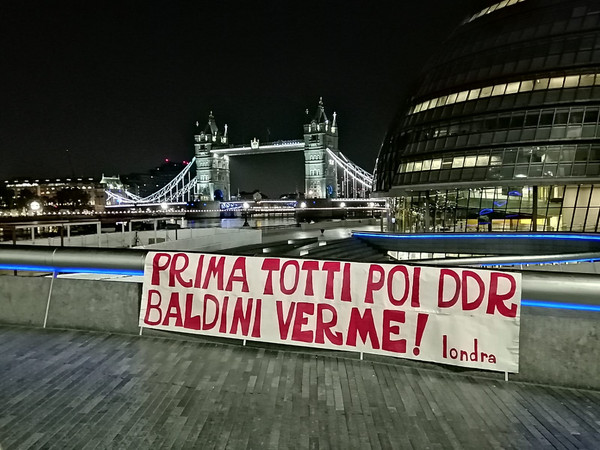 PRIMA TOTTI POI DDR
BALDINI VERME! londra